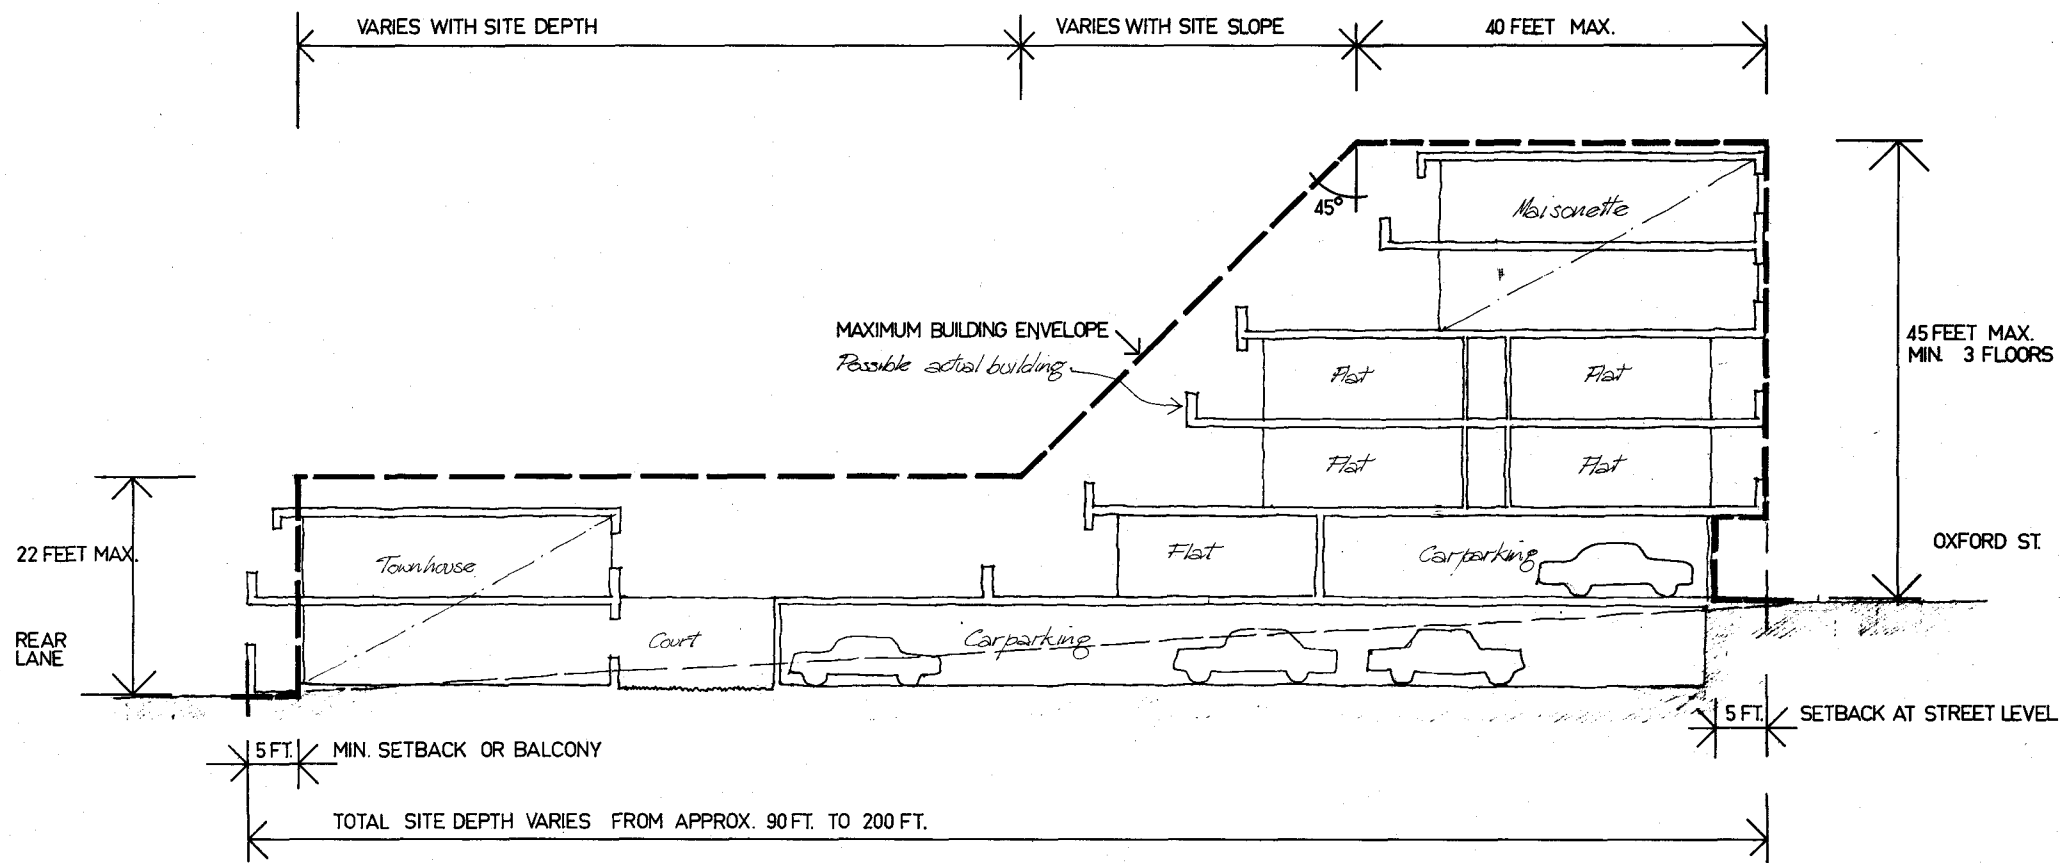 VARIES WITH SITE DEPTH
VARIES WITH SITE SLOPE
40 FEET MAX.
45°
Maisonette
MAXIMUM BUILDING ENVELOPE
Possible actual building
45 FEET MAX.
MIN. 3 FLOORS
Flat
Flat
Flat
Flat
22 FEET MAX.
Townhouse
Flat
Carparking
OXFORD ST.
REAR
LANE
Court
Carparking
5 FT.
SETBACK AT STREET LEVEL
5 FT.
MIN. SETBACK OR BALCONY
TOTAL SITE DEPTH VARIES FROM APPROX. 90 FT. TO 200 FT.